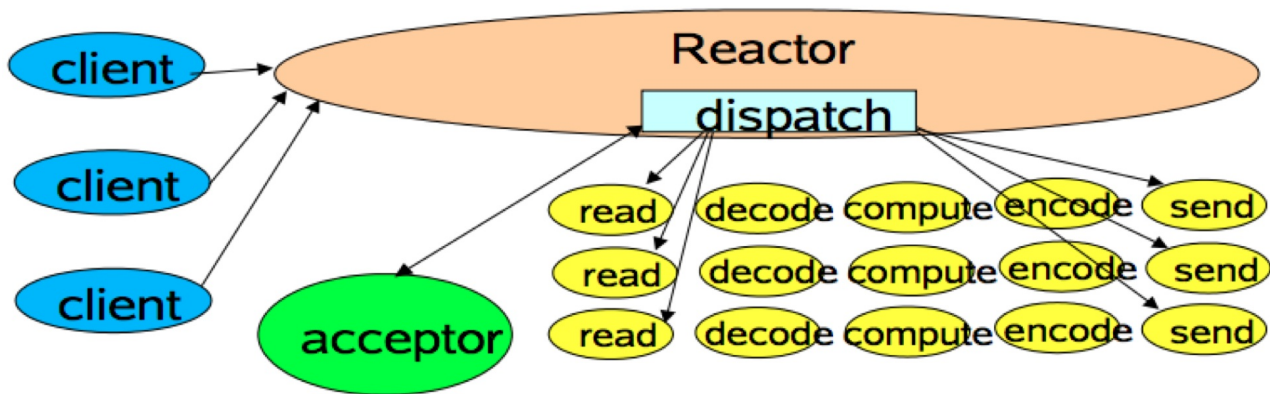 Reactor
client
dispatch
client
read decode compute encode send
client
read decode compute encode send
acceptor
read decode compute encode send